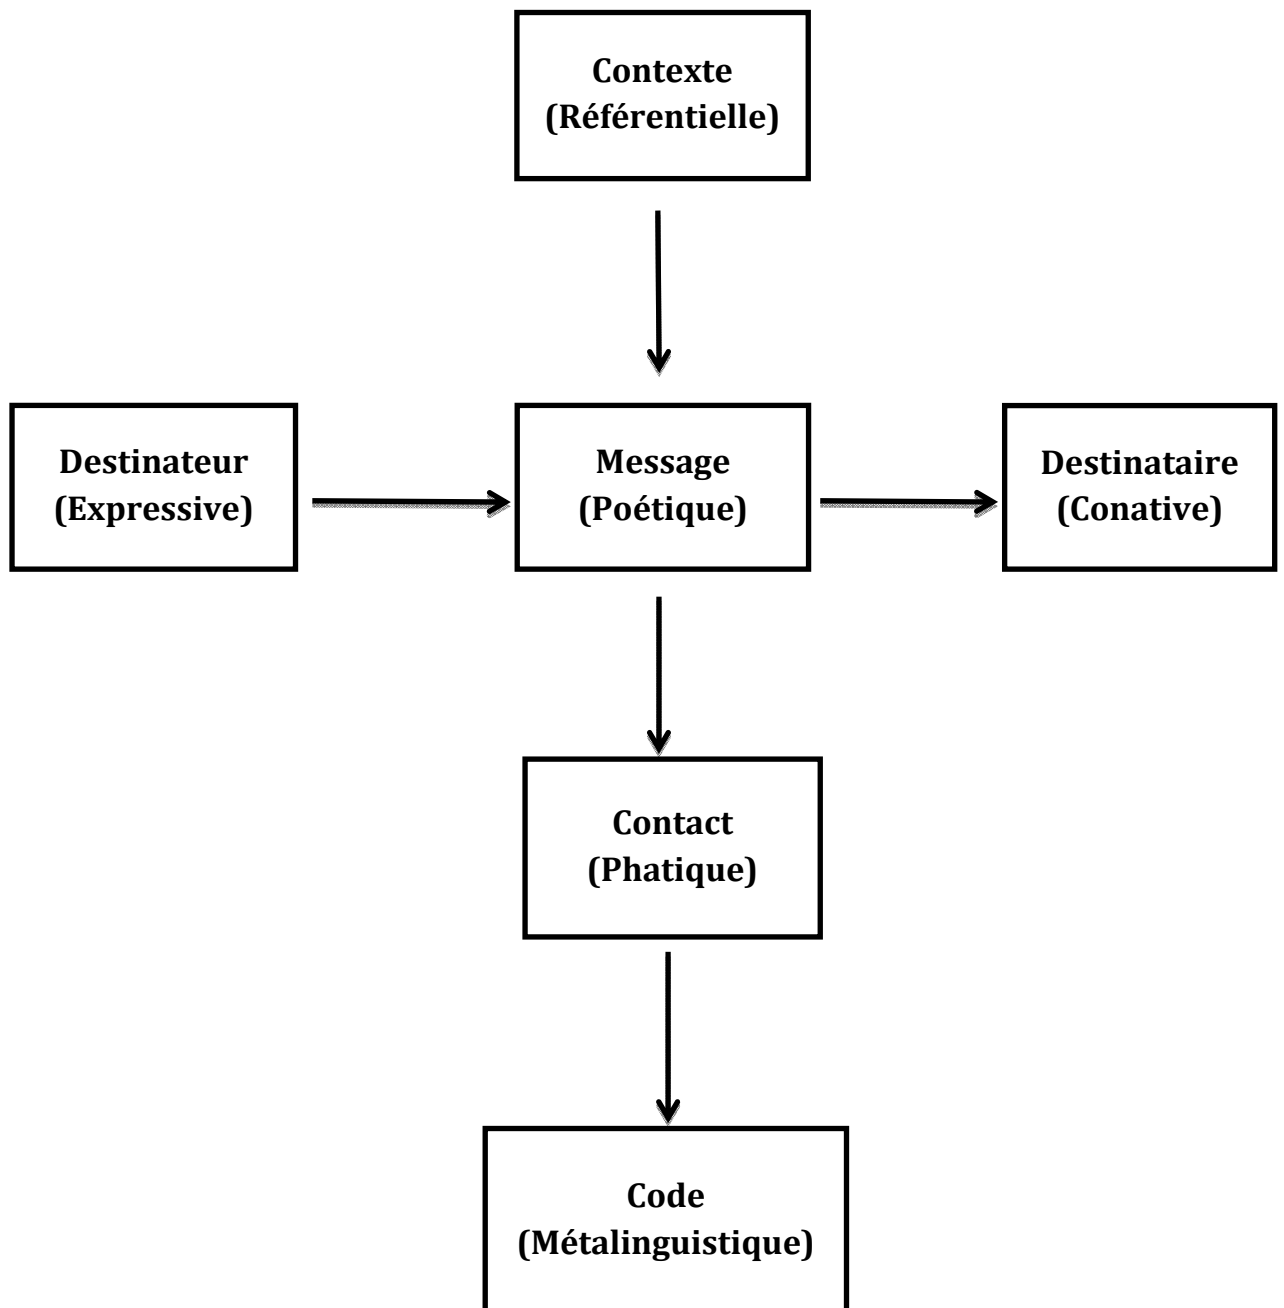 Contexte
(Référentielle)
Destinateur
(Expressive)
Message
(Poétique)
Destinataire
(Conative)
Contact
(Phatique)
Code
(Métalinguistique)